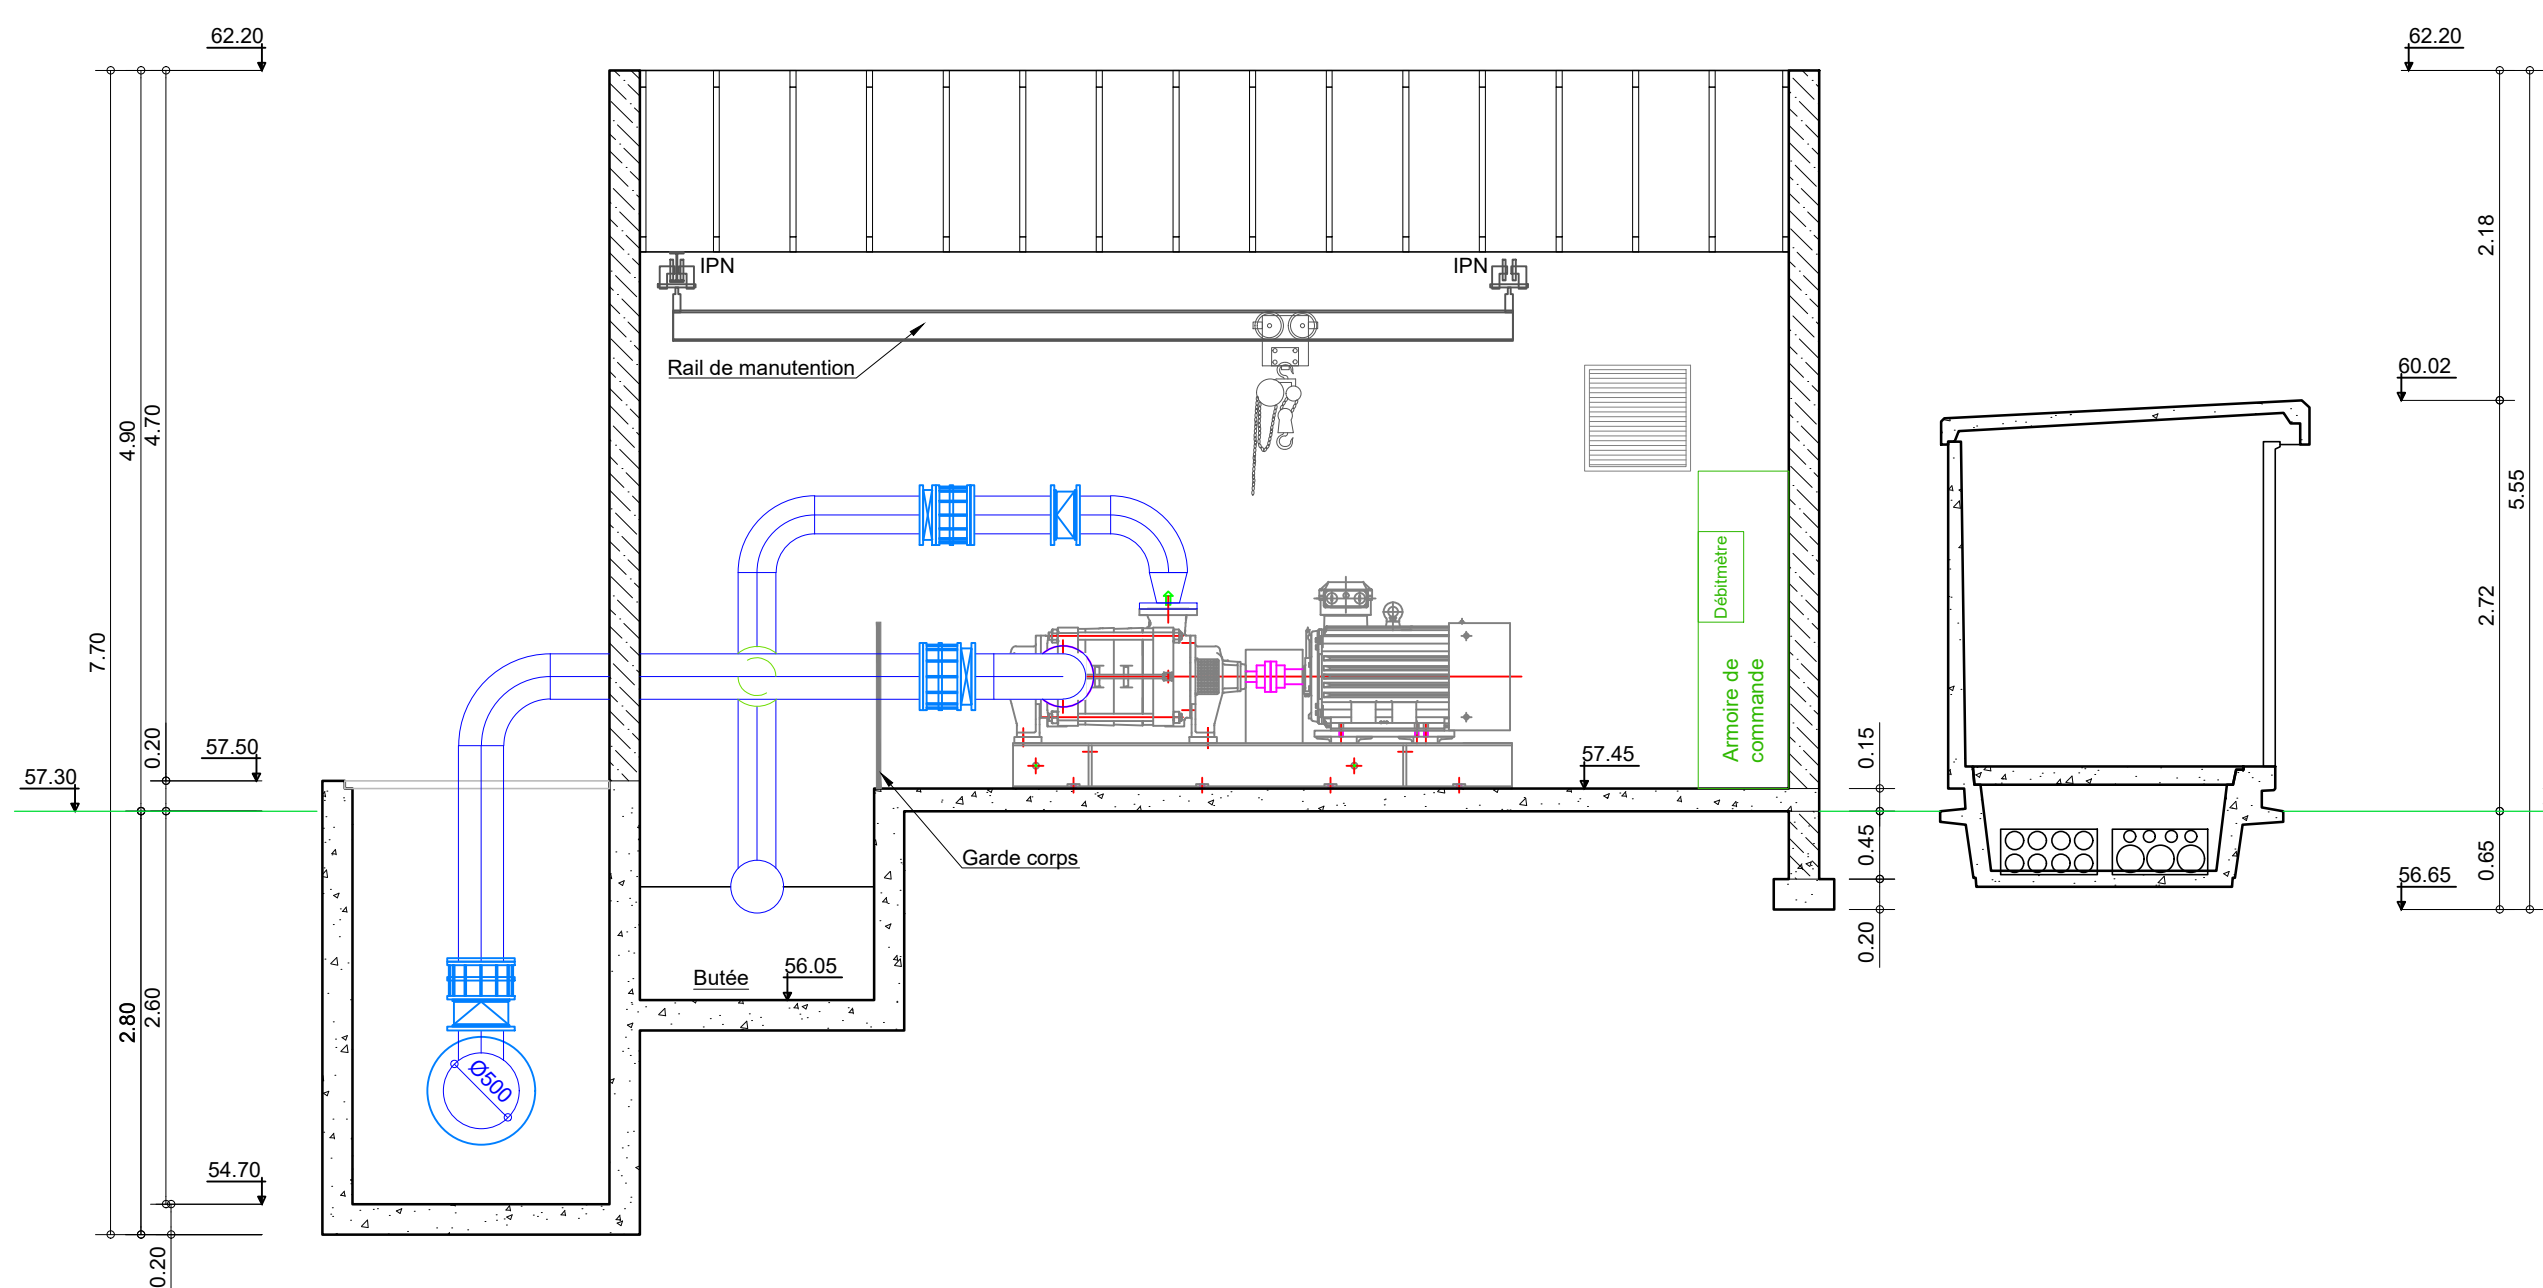 62.20
62.20
2.18
IPN
IPN
Rail de manutention
60.02
4.90
4.70
5.55
Débitmètre
2.72
7.70
Armoire de
commande
0.20
57.50
57.45
0.15
57.30
Garde corps
0.45
0.65
56.65
0.20
Butée
56.05
2.80
2.60
Ø500
54.70
0.20